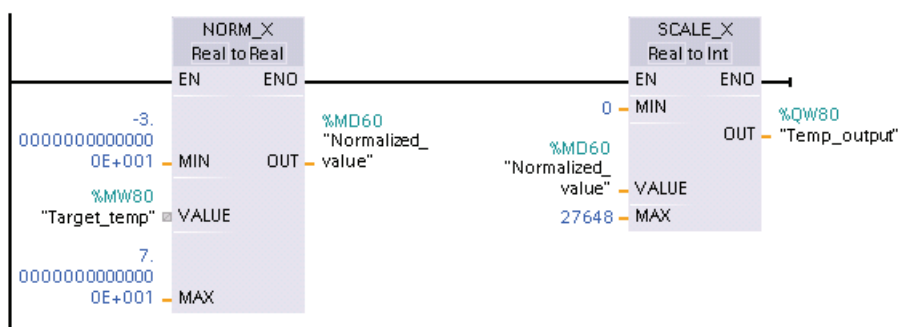 NORM_X
Real to Real
EN ENO
-3.
0000000000000
0E+001
MIN
%MD60
"Normalized_
value"
OUT
%MW80
"Target_temp"
VALUE
7.
0000000000000
0E+001
MAX
SCALE_X
Real to Int
EN ENO
0
MIN
%QW80
"Temp_output"
OUT
%MD60
"Normalized_
value"
VALUE
27648
MAX